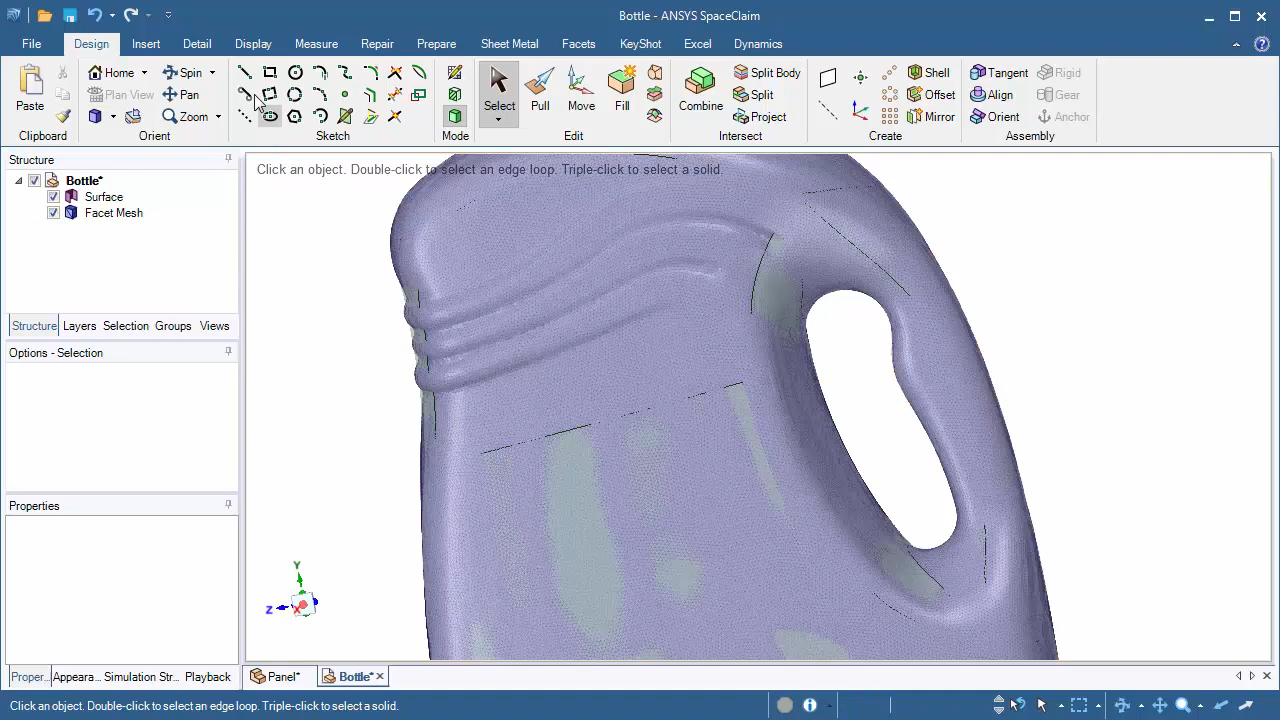 Bottle - ANSYS SpaceClaim
File Design Insert Detail Display Measure Repair Prepare Sheet Metal Facets KeyShot Excel Dynamics
Paste
Home Spin
Plan View Pan
Zoom
Select Pull Move Fill
Combine
Split Body
Split
Project
Shell
Offset
Mirror
Tangent Rigid
Align Gear
Orient Anchor
Clipboard Orient Sketch Mode Edit Intersect Create Assembly
Structure
Bottle*
Surface
Facet Mesh
Structure Layers Selection Groups Views
Options - Selection
Properties
Proper... Appeara... Simulation Str... Playback
Click an object. Double-click to select an edge loop. Triple-click to select a solid.
Y
Z
X
Panel* Bottle*
Click an object. Double-click to select an edge loop. Triple-click to select a solid.